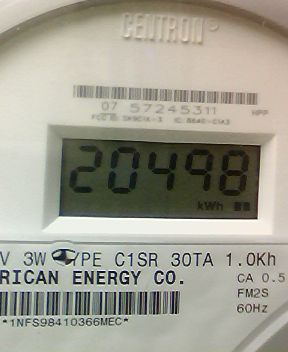 CENTRON®
07 57245311
NPP
20498
kWh
V 3W TYPE C1SR 30TA 1.0Kh
RICAN ENERGY CO.
CA 0.5
FM2S
60Hz
*1NFS98410366MEC*